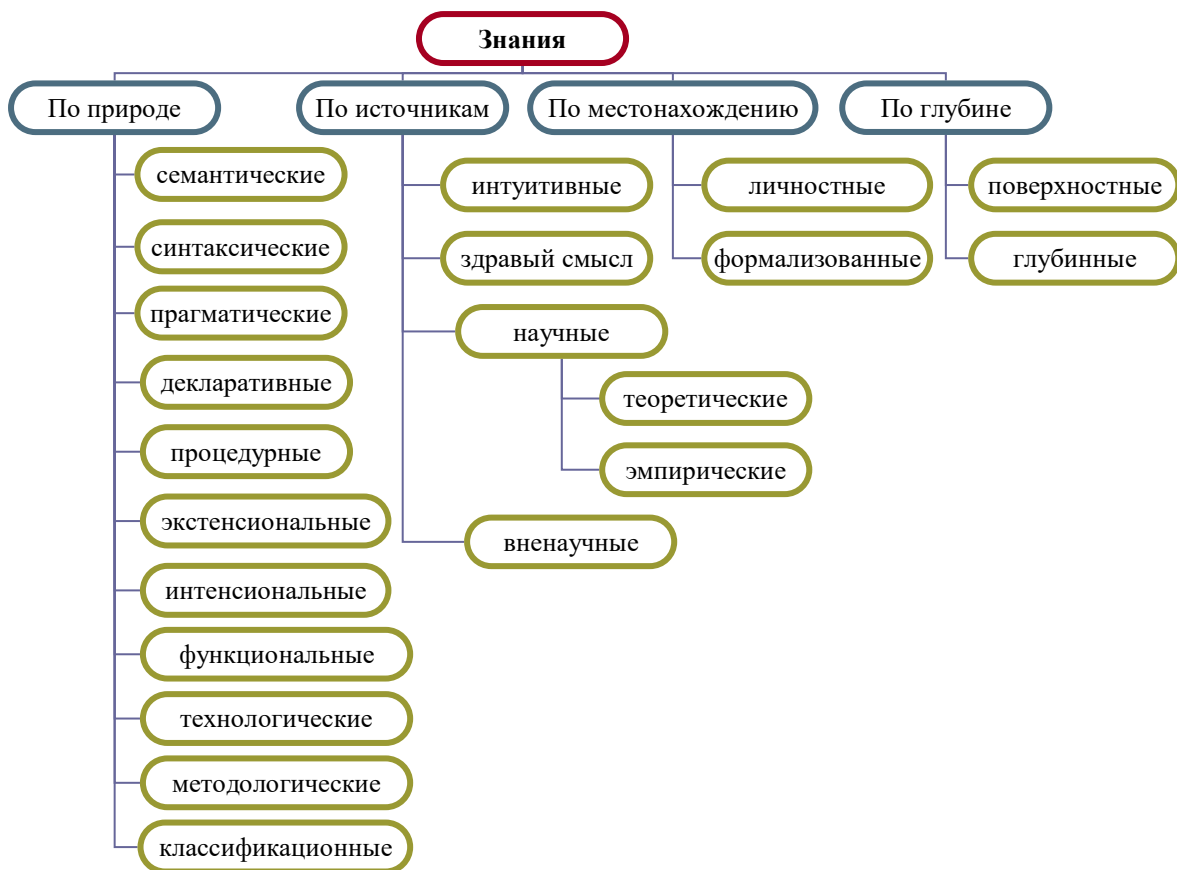 Знания
По природе
семантические
синтаксические
прагматические
декларативные
процедурные
экстенсиональные
интенсиональные
функциональные
технологические
методологические
классификационные
По источникам
интуитивные
здравый смысл
научные
теоретические
эмпирические
вненаучные
По местонахождению
личностные
формализованные
По глубине
поверхностные
глубинные